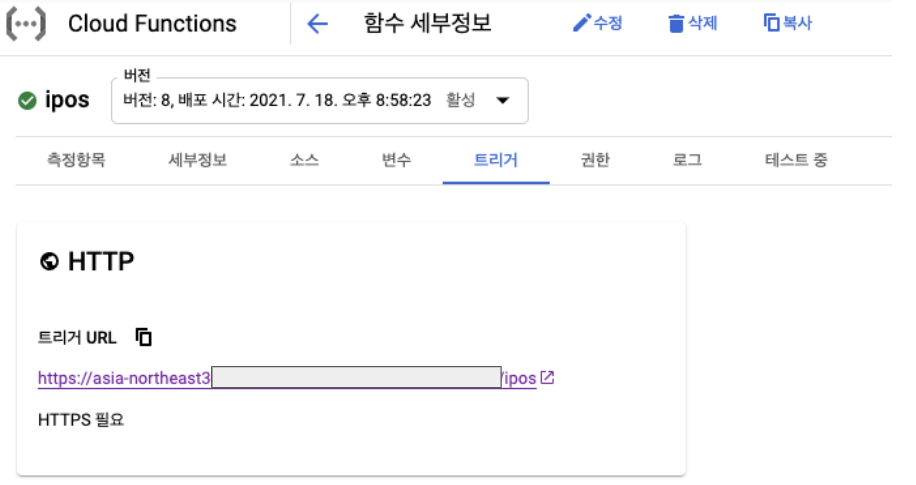 Cloud Functions
함수 세부정보
수정
삭제
복사
ipos
버전
버전: 8, 배포 시간: 2021. 7. 18. 오후 8:58:23 활성
측정항목 세부정보 소스 변수 트리거 권한 로그 테스트 중
HTTP
트리거 URL
https://asia-northeast3
/ipos
HTTPS 필요